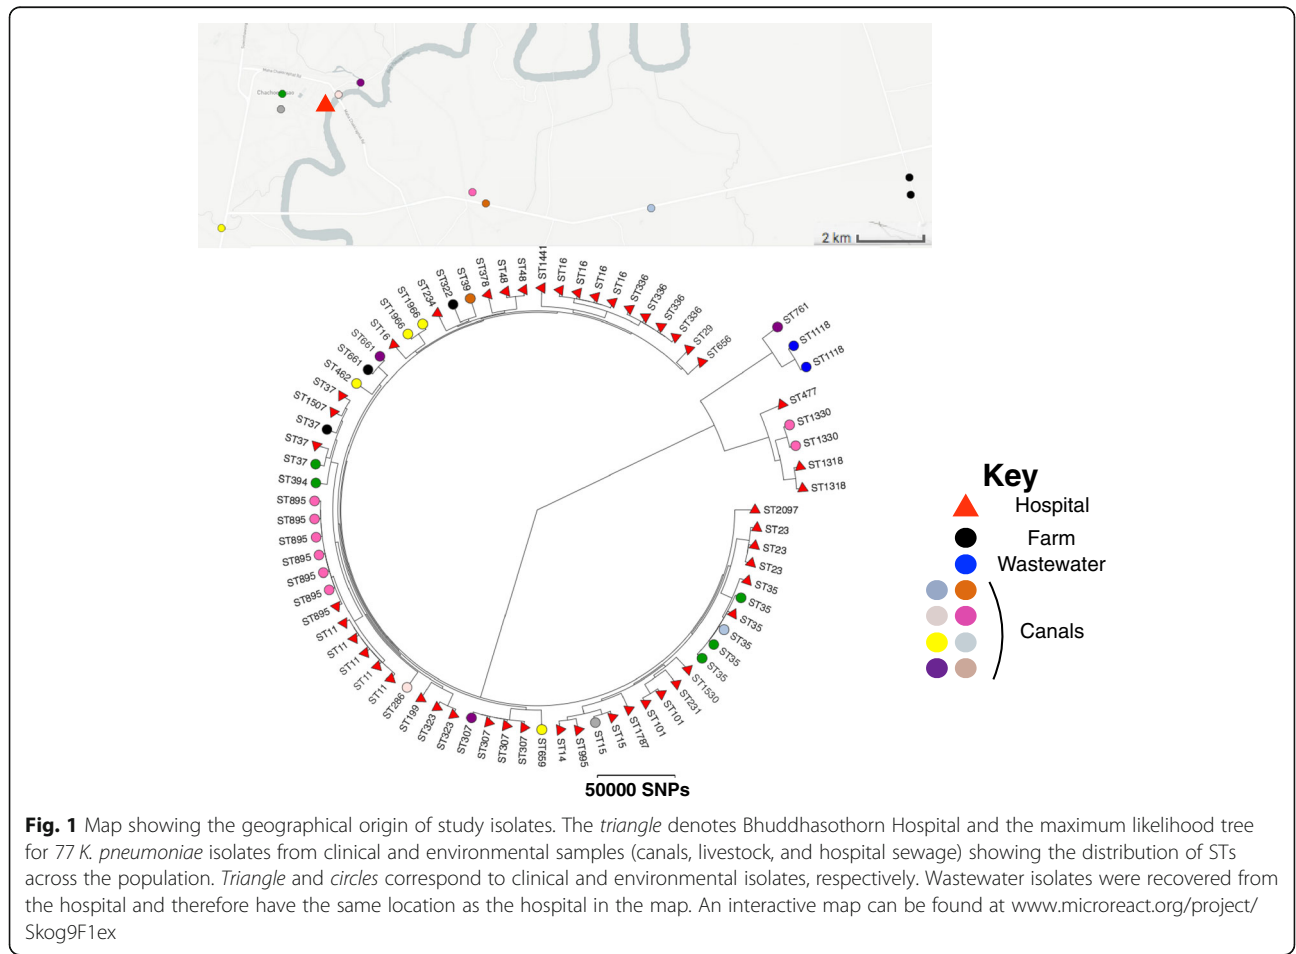 2 km
ST1441
ST16
ST16
ST16
ST16
ST336
ST336
ST336
ST336
ST29
ST656
ST48
ST48
ST378
ST39
ST322
ST234
ST1966
ST1966
ST16
ST661
ST661
ST462
ST37
ST1507
ST37
ST37
ST37
ST394
ST895
ST895
ST895
ST895
ST895
ST895
ST895
ST11
ST11
ST11
ST11
ST11
ST286
ST199
ST323
ST323
ST307
ST307
ST307
ST307
ST659
ST14
ST995
ST15
ST15
ST1787
ST101
ST101
ST231
ST1530
ST35
ST35
ST35
ST35
ST35
ST35
ST23
ST23
ST23
ST2097
ST761
ST1118
ST1118
ST477
ST1330
ST1330
ST1318
ST1318
Key
Hospital
Farm
Wastewater
Canals
50000 SNPs
Fig. 1 Map showing the geographical origin of study isolates. The triangle denotes Bhuddhasothorn Hospital and the maximum likelihood tree
for 77 K. pneumoniae isolates from clinical and environmental samples (canals, livestock, and hospital sewage) showing the distribution of STs
across the population. Triangle and circles correspond to clinical and environmental isolates, respectively. Wastewater isolates were recovered from
the hospital and therefore have the same location as the hospital in the map. An interactive map can be found at www.microreact.org/project/
Skog9F1ex